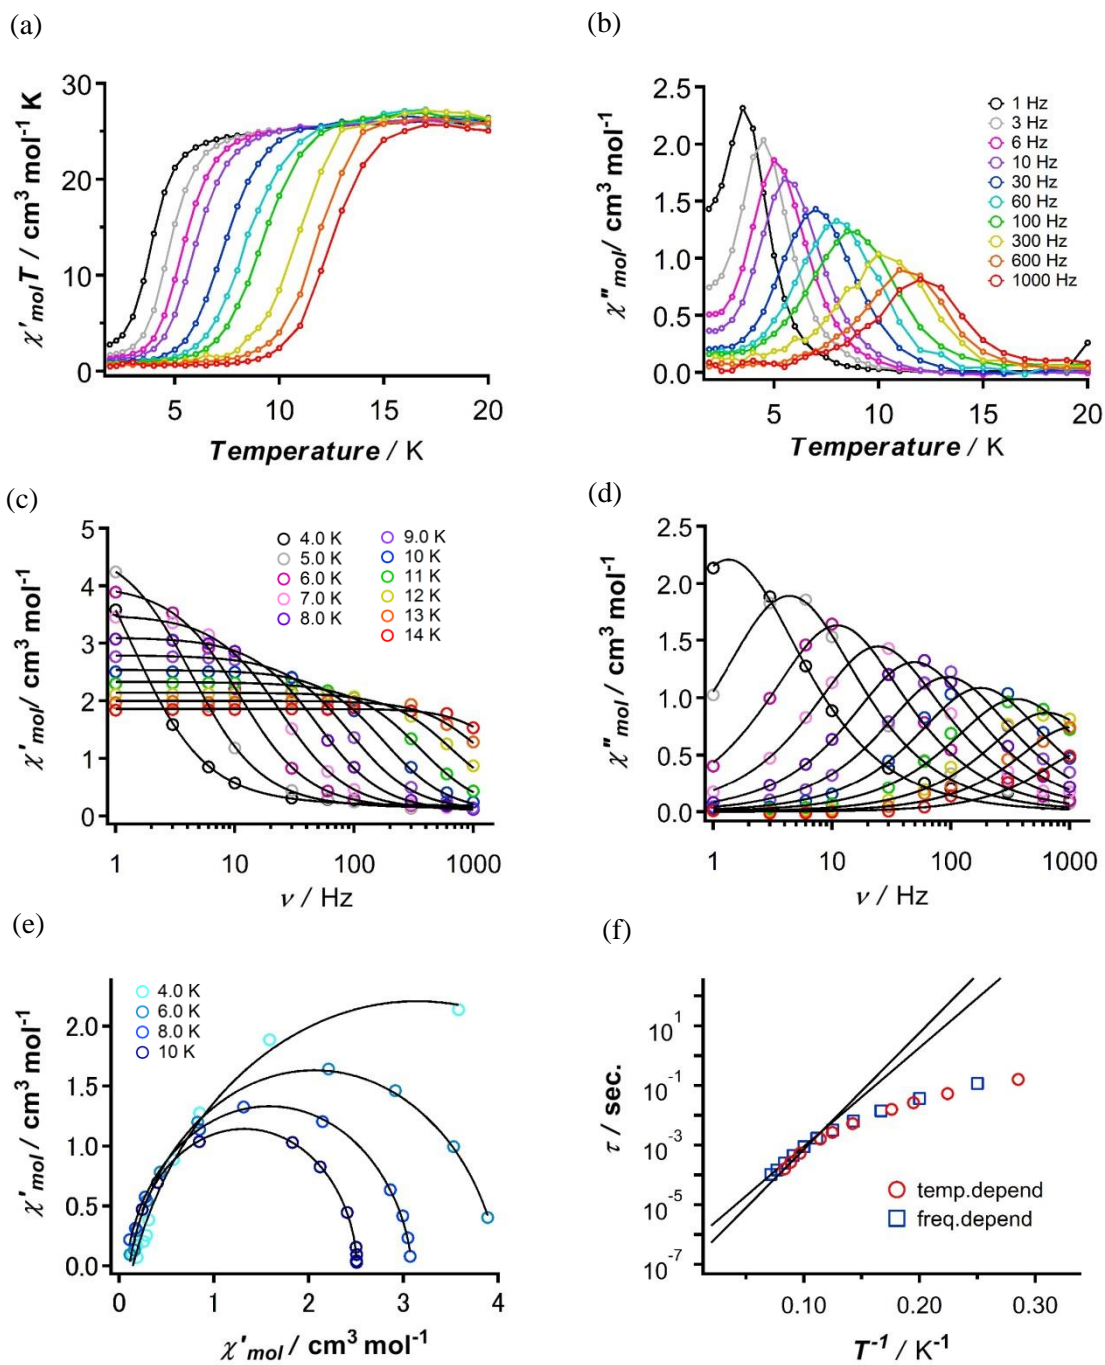 (a)
30
20
10
0
χ'molT / cm³ mol⁻¹ K
5 10 15 20
Temperature / K
(b)
2.5
2.0
1.5
1.0
0.5
0.0
χ"mol/ cm³ mol⁻¹
1 Hz
3 Hz
6 Hz
10 Hz
30 Hz
60 Hz
100 Hz
300 Hz
600 Hz
1000 Hz
5 10 15 20
Temperature / K
(c)
5
4
3
2
1
0
χ'mol/ cm³ mol⁻¹
4.0 K
5.0 K
6.0 K
7.0 K
8.0 K
9.0 K
10 K
11 K
12 K
13 K
14 K
1 10 100 1000
ν / Hz
(d)
2.5
2.0
1.5
1.0
0.5
0.0
χ"mol/ cm³ mol⁻¹
1 10 100 1000
ν / Hz
(e)
2.0
1.5
1.0
0.5
0.0
χ'mol / cm³ mol⁻¹
4.0 K
6.0 K
8.0 K
10 K
0 1 2 3 4
χ'mol / cm³ mol⁻¹
(f)
10¹
10⁻¹
10⁻³
10⁻⁵
10⁻⁷
τ / sec.
temp.depend
freq.depend
0.10 0.20 0.30
T⁻¹ / K⁻¹